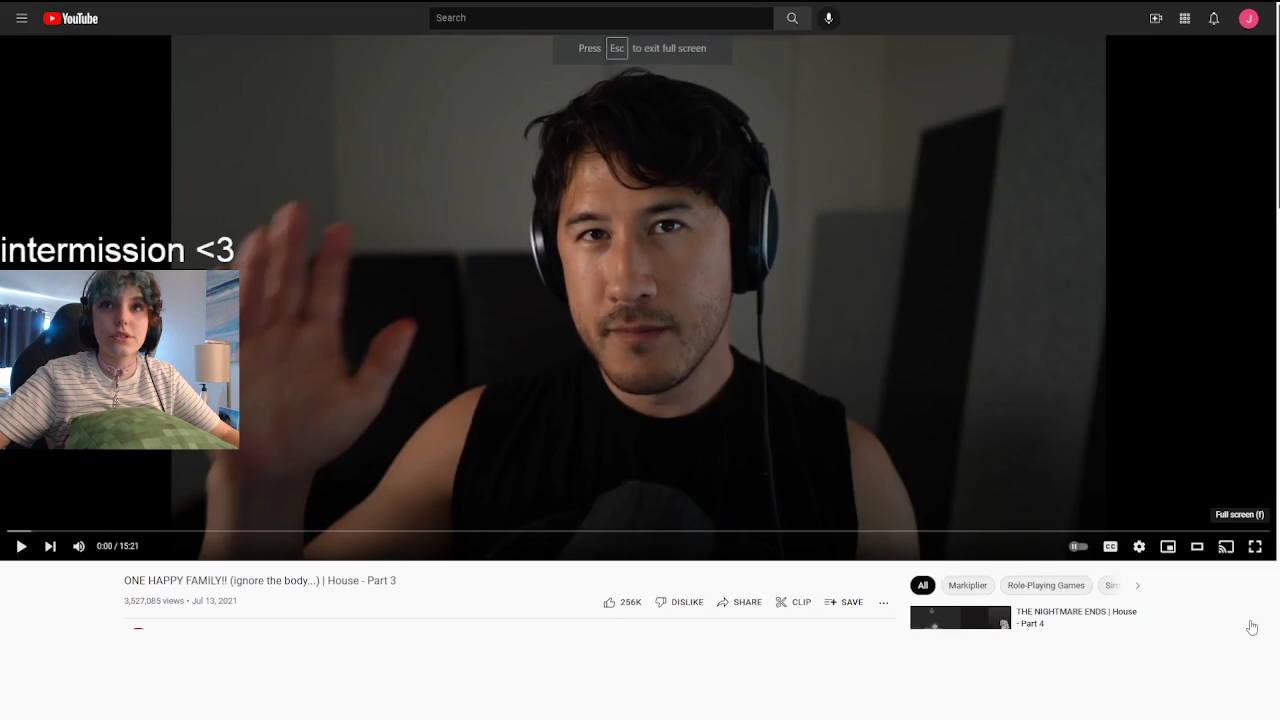 YouTube
Search
J
Press Esc to exit full screen
intermission <3
Full screen (f)
0:00 / 15:21
CC
ONE HAPPY FAMILY!! (ignore the body...) | House - Part 3
3,527,085 views • Jul 13, 2021
256K DISLIKE SHARE CLIP SAVE ...
All Markiplier Role-Playing Games Sim
THE NIGHTMARE ENDS | House
- Part 4